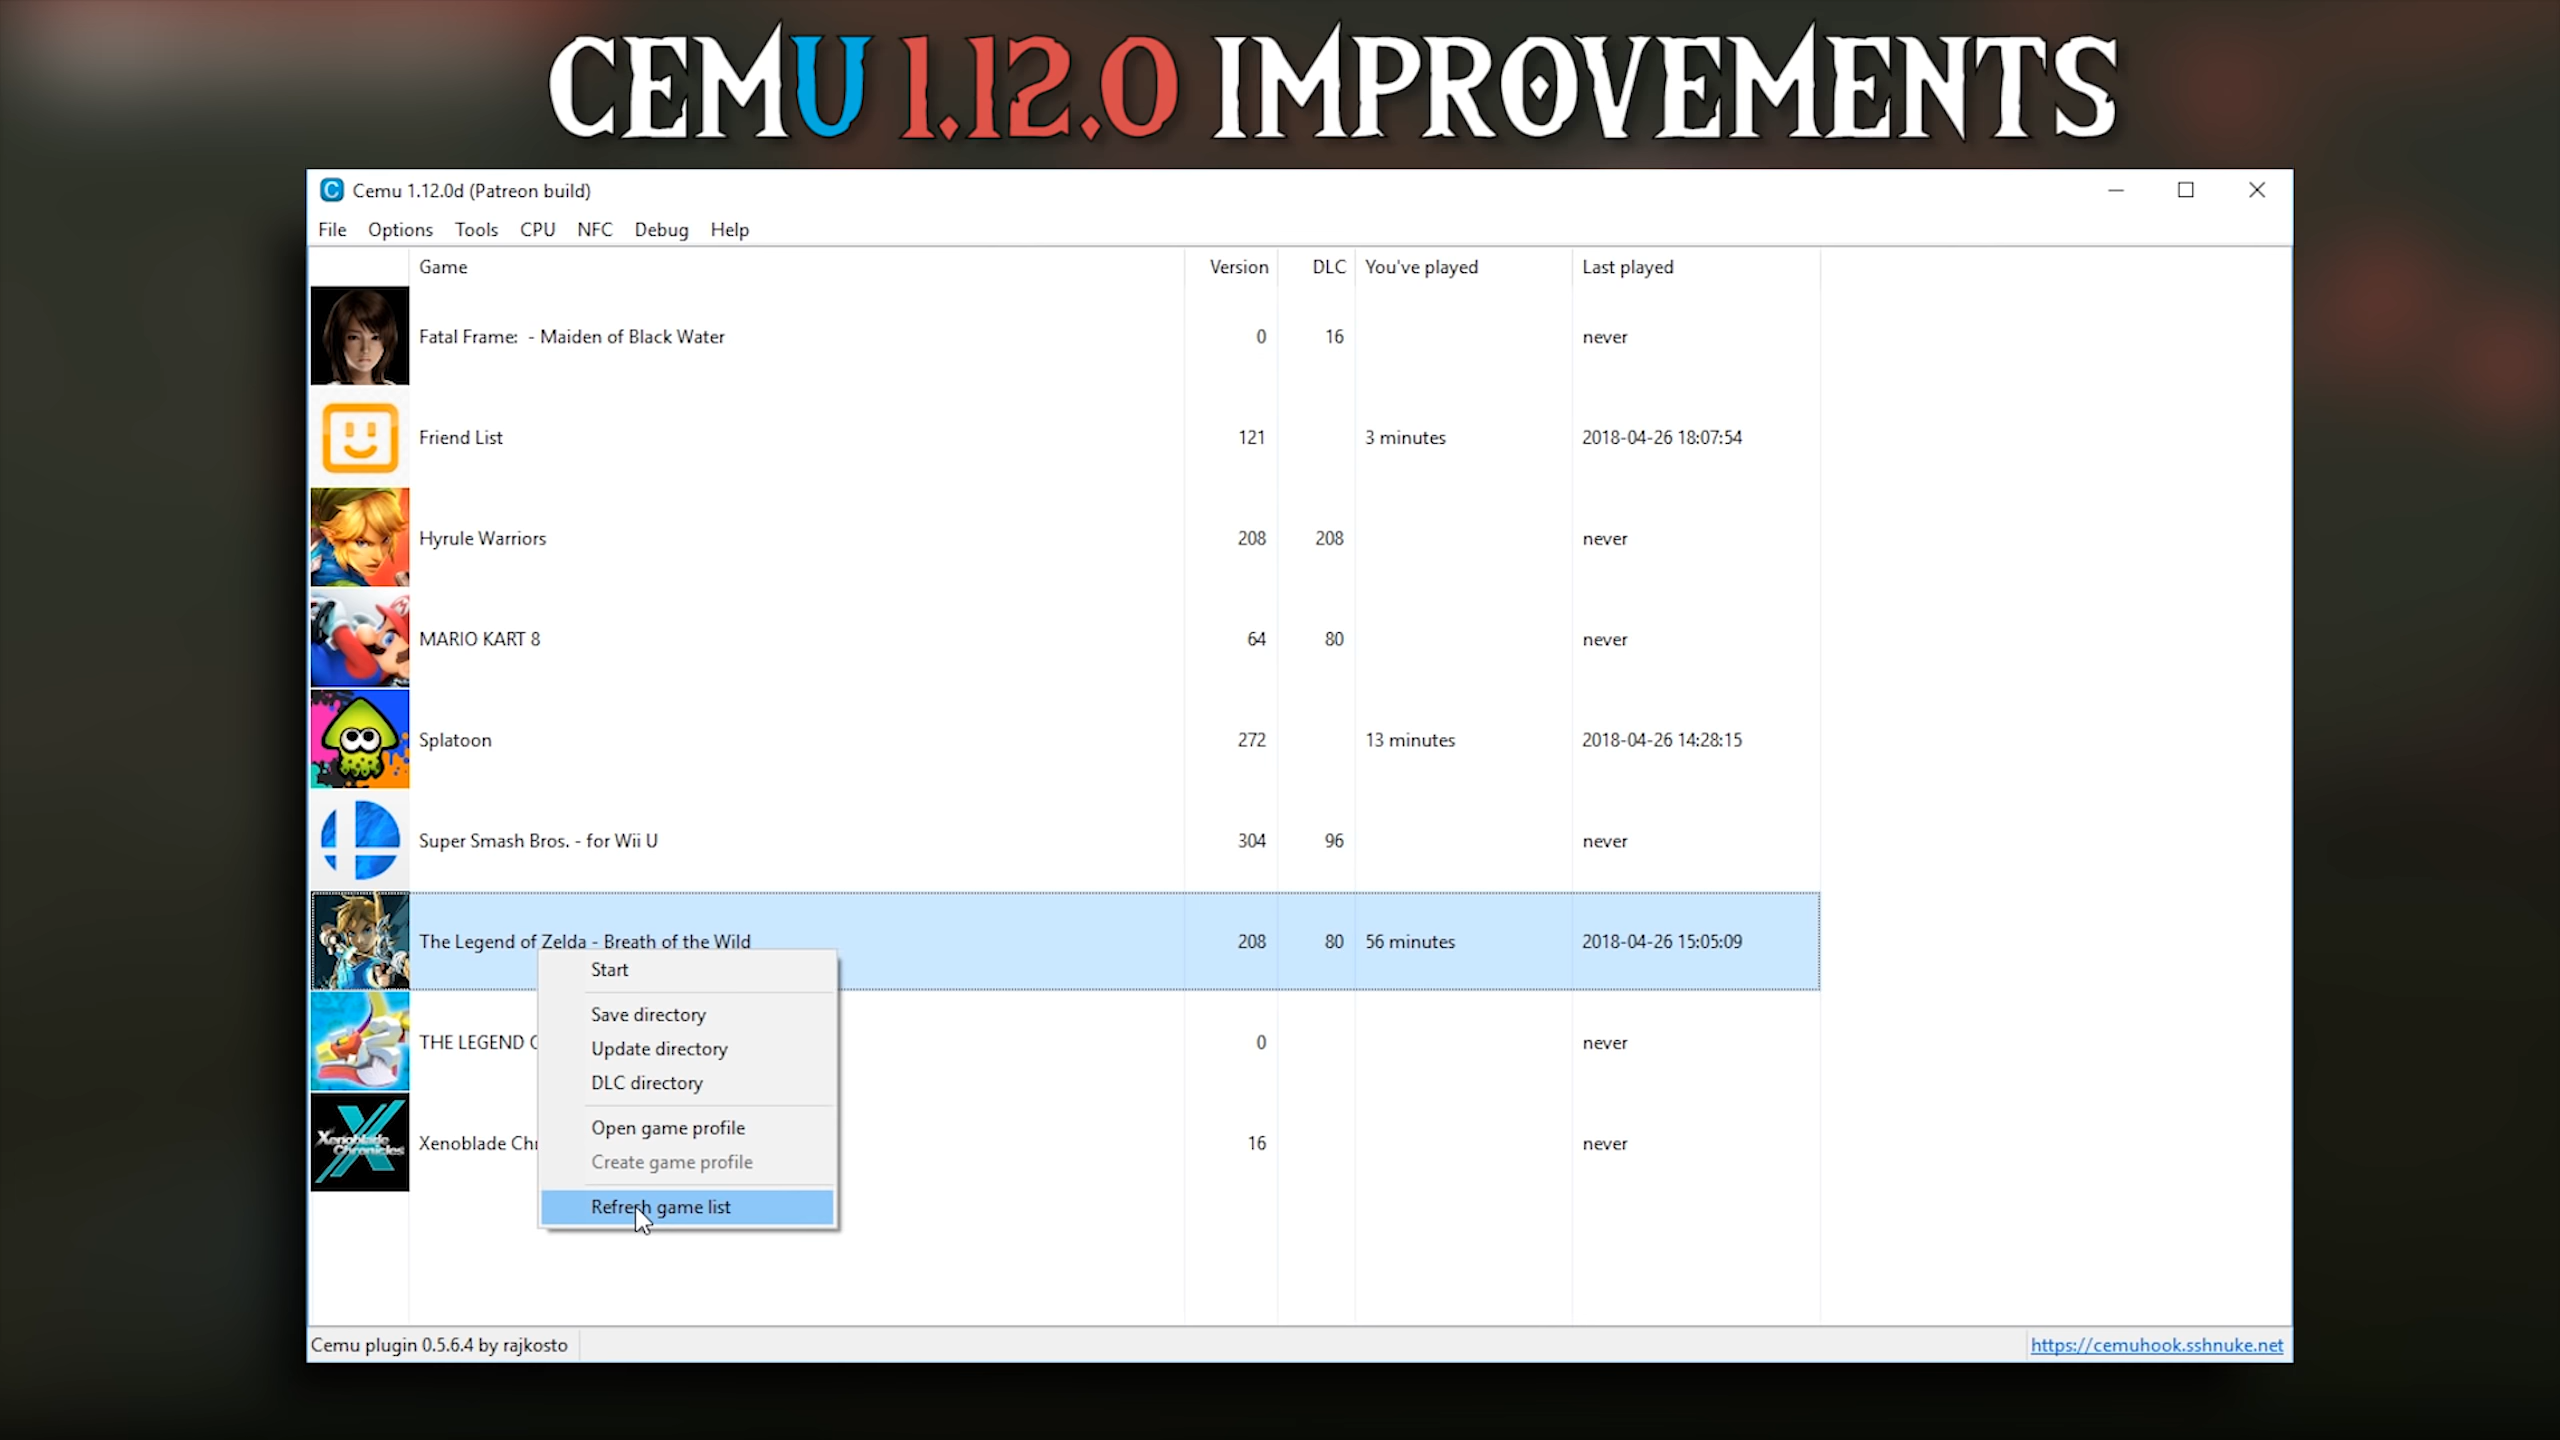 CEMU 1.12.0 IMPROVEMENTS
Cemu 1.12.0d (Patreon build)
File Options Tools CPU NFC Debug Help
Game Version DLC You've played Last played
Fatal Frame: - Maiden of Black Water 0 16 never
Friend List 121 3 minutes 2018-04-26 18:07:54
Hyrule Warriors 208 208 never
MARIO KART 8 64 80 never
Splatoon 272 13 minutes 2018-04-26 14:28:15
Super Smash Bros. - for Wii U 304 96 never
The Legend of Zelda - Breath of the Wild 208 80 56 minutes 2018-04-26 15:05:09
Start
Save directory
THE LEGEND 0 never
Update directory
DLC directory
Open game profile
Xenoblade Chronicles
Xenoblade Chr 16 never
Create game profile
Refresh game list
Cemu plugin 0.5.6.4 by rajkosto https://cemuhook.sshnuke.net